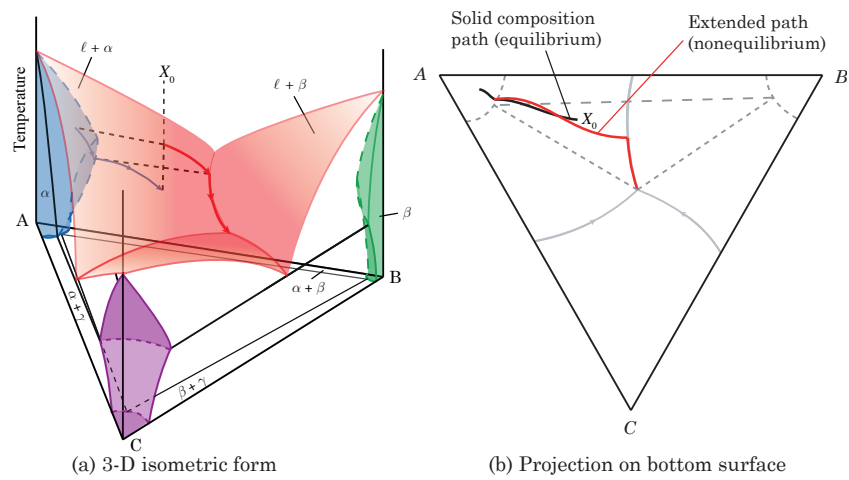 ℓ + α
X₀
ℓ + β
Temperature
α
A
β
B
α + β
α + γ
β + γ
C
(a) 3-D isometric form
Solid composition
path (equilibrium)
Extended path
(nonequilibrium)
A
B
X₀
C
(b) Projection on bottom surface